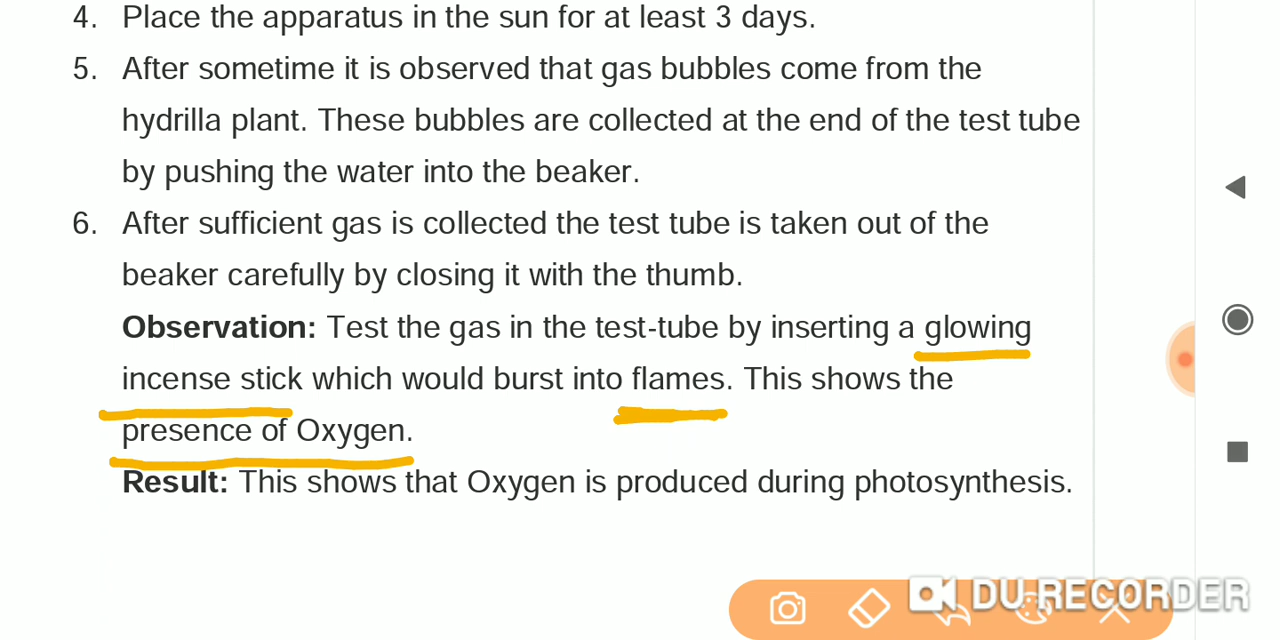 4. Place the apparatus in the sun for at least 3 days.
5. After sometime it is observed that gas bubbles come from the
hydrilla plant. These bubbles are collected at the end of the test tube
by pushing the water into the beaker.
6. After sufficient gas is collected the test tube is taken out of the
beaker carefully by closing it with the thumb.
Observation: Test the gas in the test-tube by inserting a glowing
incense stick which would burst into flames. This shows the
presence of Oxygen.
Result: This shows that Oxygen is produced during photosynthesis.
DU RECORDER